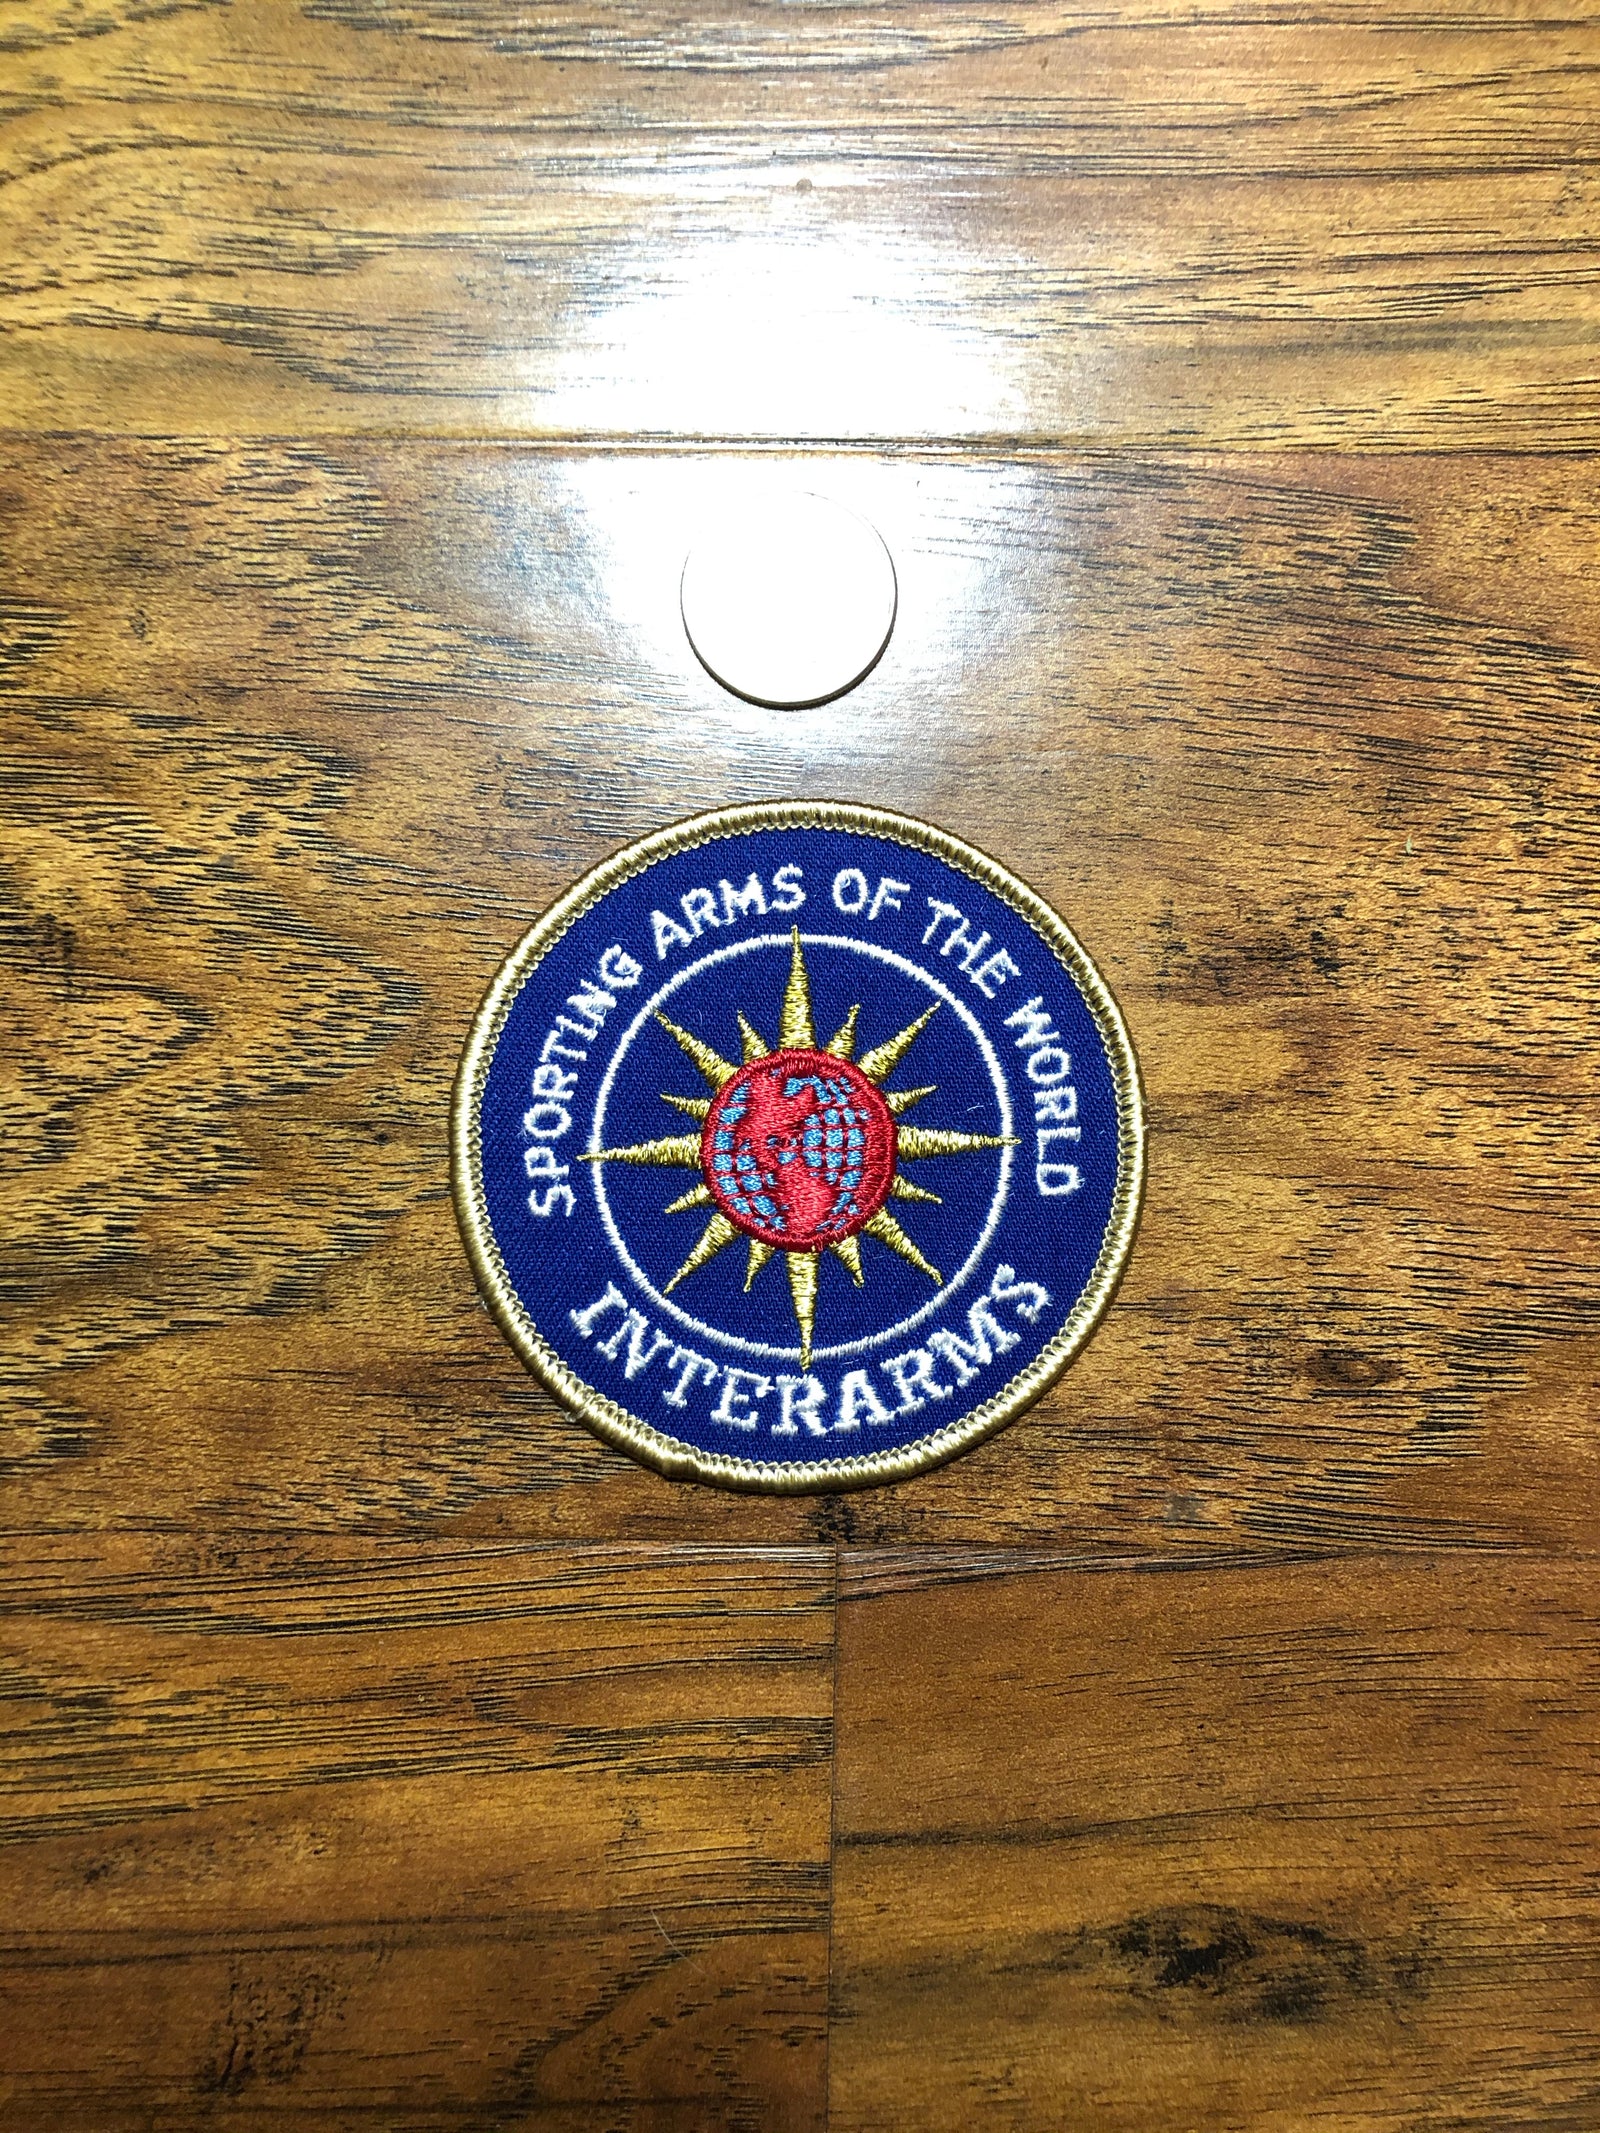 SPORTING ARMS OF THE WORLD
INTERARMS